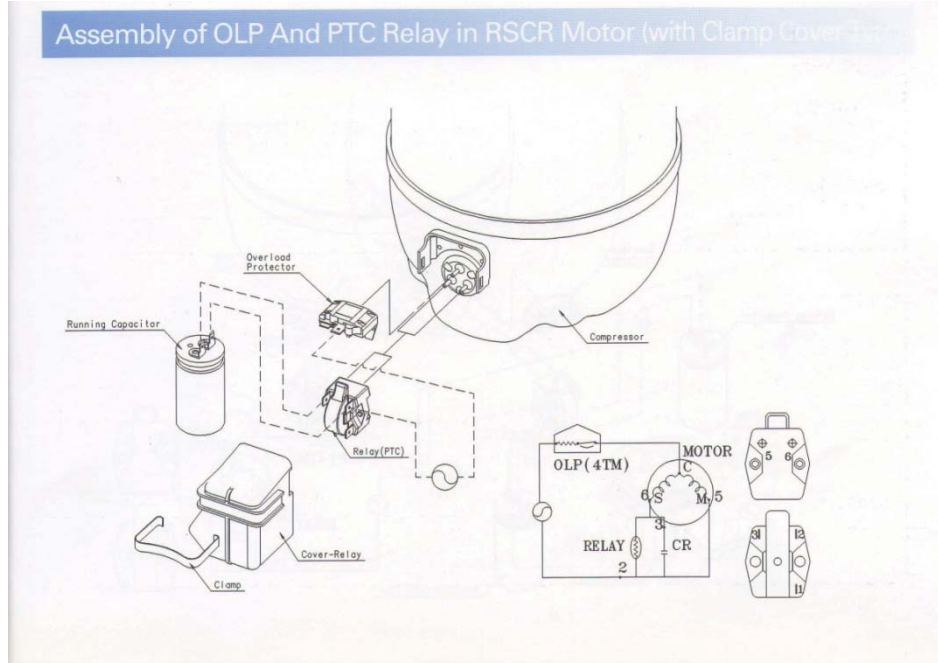 Assembly of OLP And PTC Relay in RSCR Motor (with Clamp Cover
Overload
Protector
Running Capacitor
Compressor
Relay(PTC)
Cover-Relay
Clamp
OLP(4TM)
MOTOR
C
6
S
M
5
3
RELAY
CR
2
5
6
3
2
1